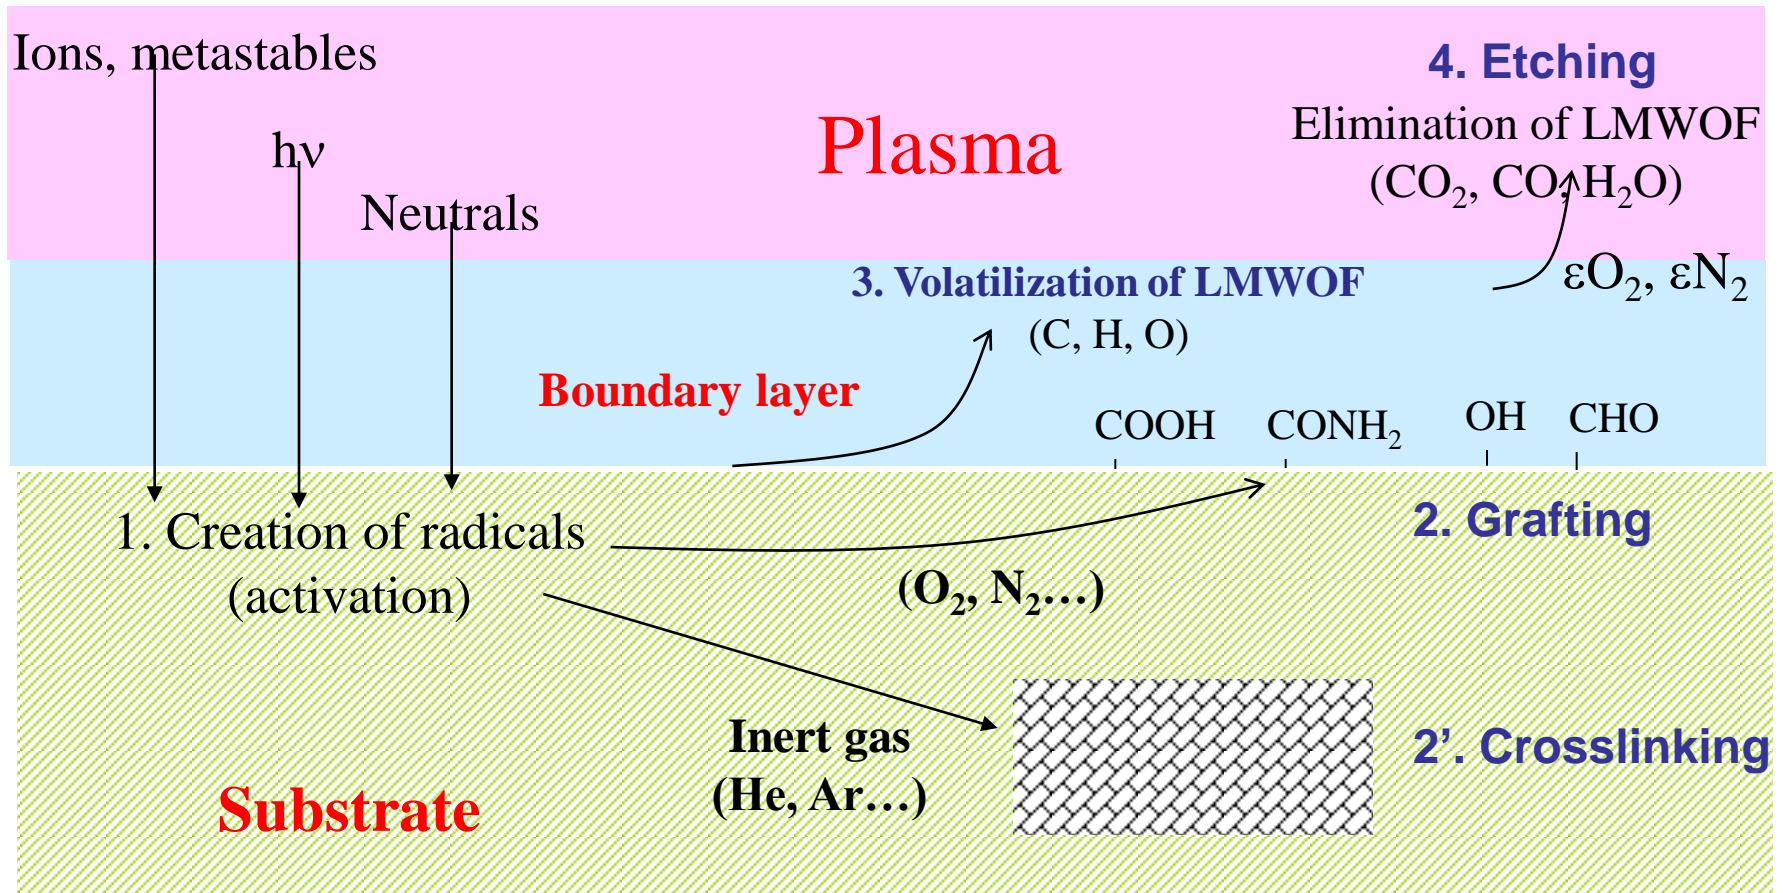 Ions, metastables
hν
Neutrals
Plasma
4. Etching
Elimination of LMWOF
(CO₂, CO, H₂O)
εO₂, εN₂
3. Volatilization of LMWOF
(C, H, O)
Boundary layer
COOH
CONH₂
OH
CHO
1. Creation of radicals
(activation)
(O₂, N₂…)
2. Grafting
Inert gas
(He, Ar…)
2’. Crosslinking
Substrate